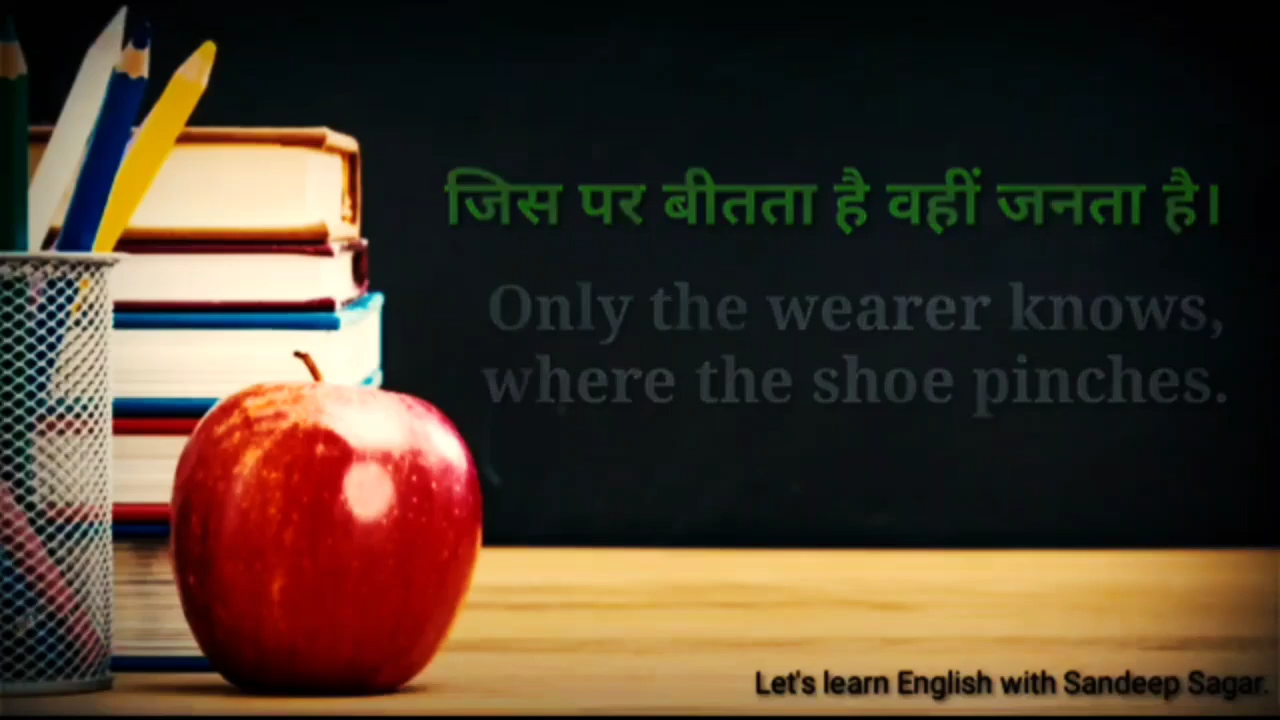 जिस पर बीतता है वहीं जनता है।
Only the wearer knows,
where the shoe pinches.
Let's learn English with Sandeep Sagar.